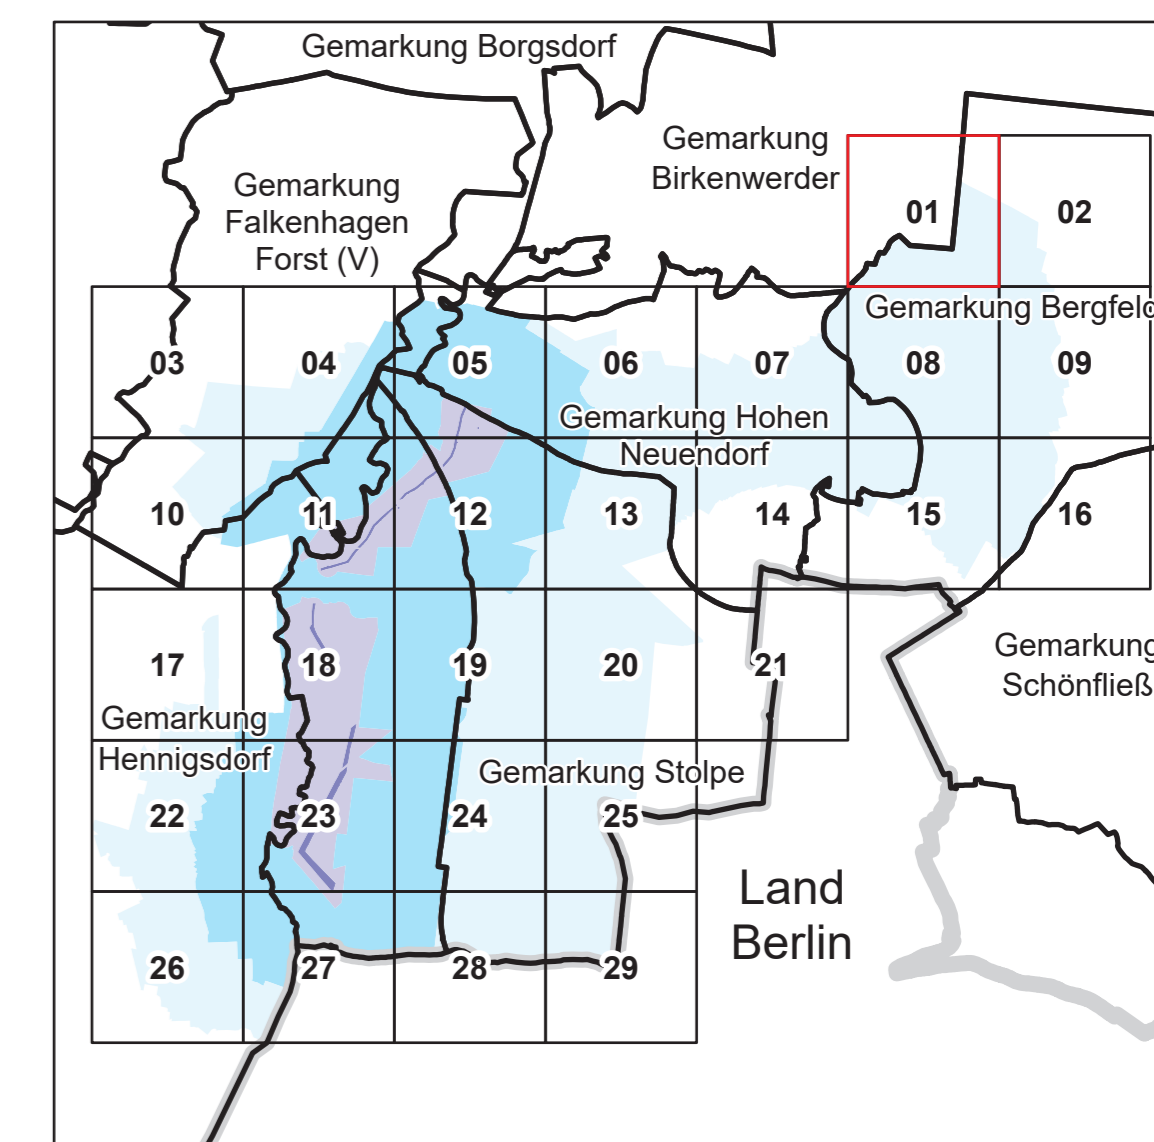 Gemarkung Borgsdorf
Gemarkung
Birkenwerder
Gemarkung
Falkenhagen
Forst (V)
01
02
Gemarkung Bergfeld
03
04
05
06
07
08
09
Gemarkung Hohen
Neuendorf
10
11
12
13
14
15
16
17
18
19
20
21
Gemarkung
Schönfließ
Gemarkung
Hennigsdorf
Gemarkung Stolpe
22
23
24
25
Land
Berlin
26
27
28
29